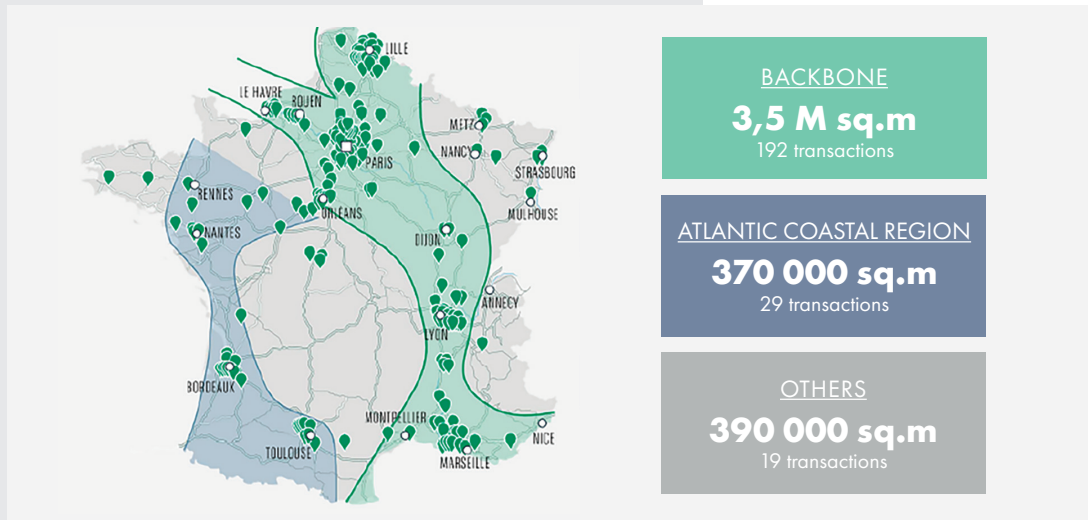 LILLE
LE HAVRE
ROUEN
METZ
NANCY
PARIS
STRASBOURG
RENNES
ORLÉANS
MULHOUSE
NANTES
DIJON
ANNECY
LYON
BORDEAUX
MONTPELLIER
TOULOUSE
NICE
MARSEILLE
BACKBONE
3,5 M sq.m
192 transactions
ATLANTIC COASTAL REGION
370 000 sq.m
29 transactions
OTHERS
390 000 sq.m
19 transactions